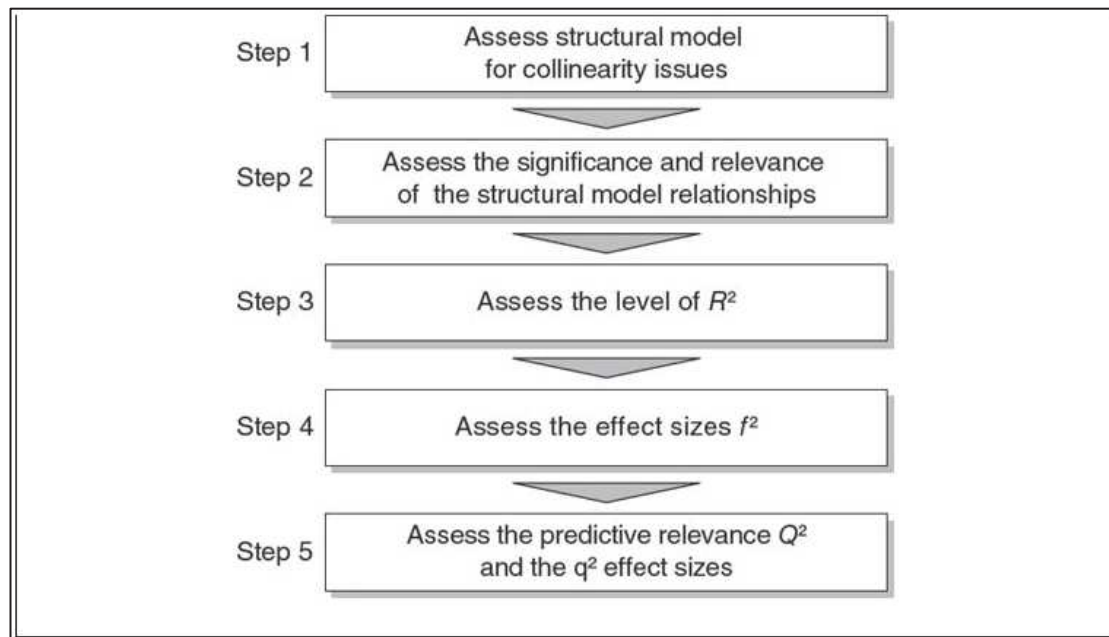 Step 1
Assess structural model
for collinearity issues
Step 2
Assess the significance and relevance
of the structural model relationships
Step 3
Assess the level of R²
Step 4
Assess the effect sizes f²
Step 5
Assess the predictive relevance Q²
and the q² effect sizes